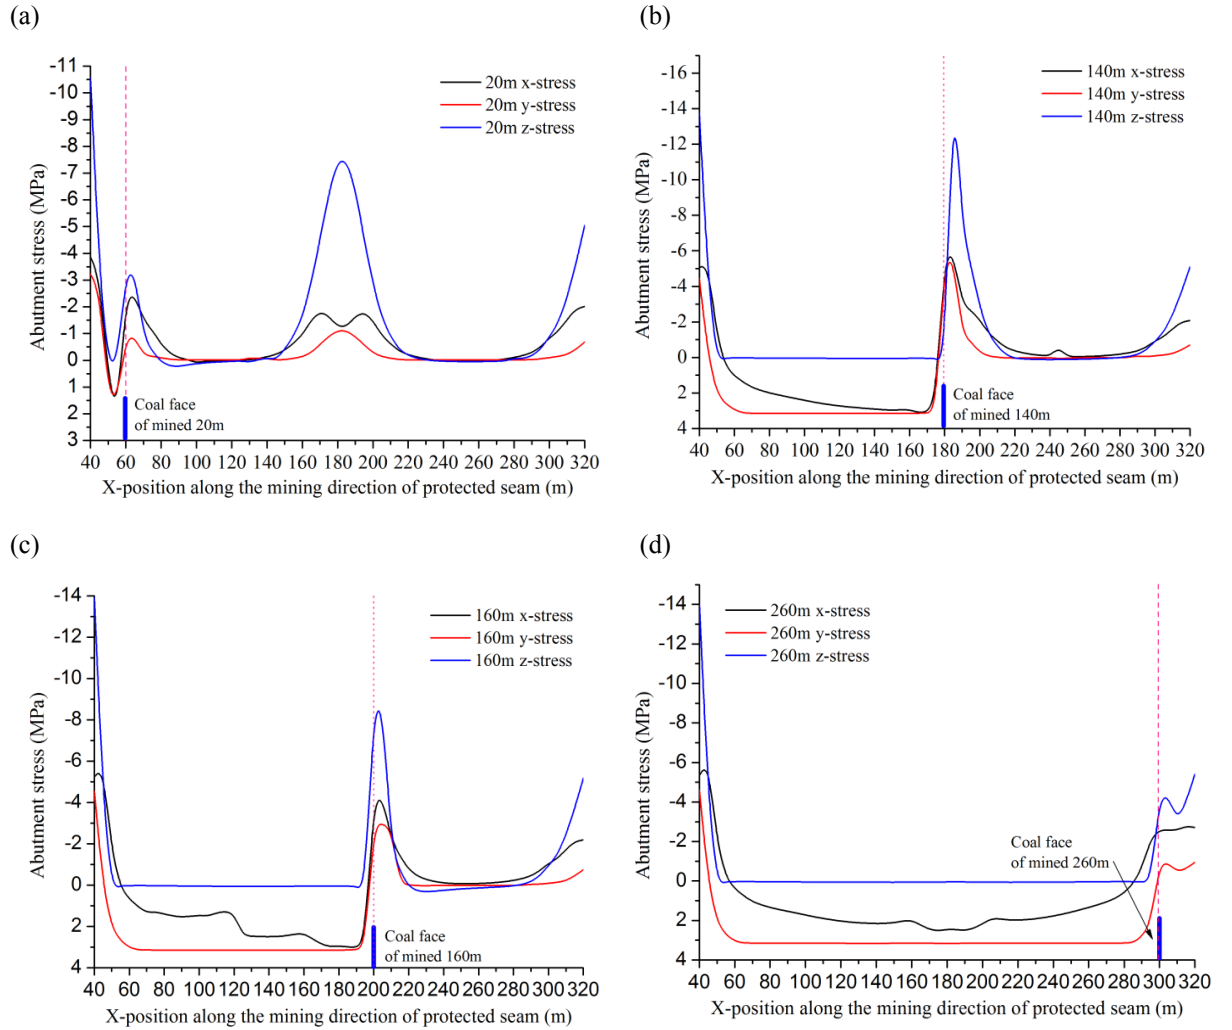 (a)
Abutment stress (MPa)
-11
-10
-9
-8
-7
-6
-5
-4
-3
-2
-1
0
1
2
3
20m x-stress
20m y-stress
20m z-stress
Coal face
of mined 20m
40 60 80 100 120 140 160 180 200 220 240 260 280 300 320
X-position along the mining direction of protected seam (m)
(b)
Abutment stress (MPa)
-16
-14
-12
-10
-8
-6
-4
-2
0
2
4
140m x-stress
140m y-stress
140m z-stress
Coal face
of mined 140m
40 60 80 100 120 140 160 180 200 220 240 260 280 300 320
X-position along the mining direction of protected seam (m)
(c)
Abutment stress (MPa)
-14
-12
-10
-8
-6
-4
-2
0
2
4
160m x-stress
160m y-stress
160m z-stress
Coal face
of mined 160m
40 60 80 100 120 140 160 180 200 220 240 260 280 300 320
X-position along the mining direction of protected seam (m)
(d)
Abutment stress (MPa)
-14
-12
-10
-8
-6
-4
-2
0
2
4
260m x-stress
260m y-stress
260m z-stress
Coal face
of mined 260m
40 60 80 100 120 140 160 180 200 220 240 260 280 300 320
X-position along the mining direction of protected seam (m)